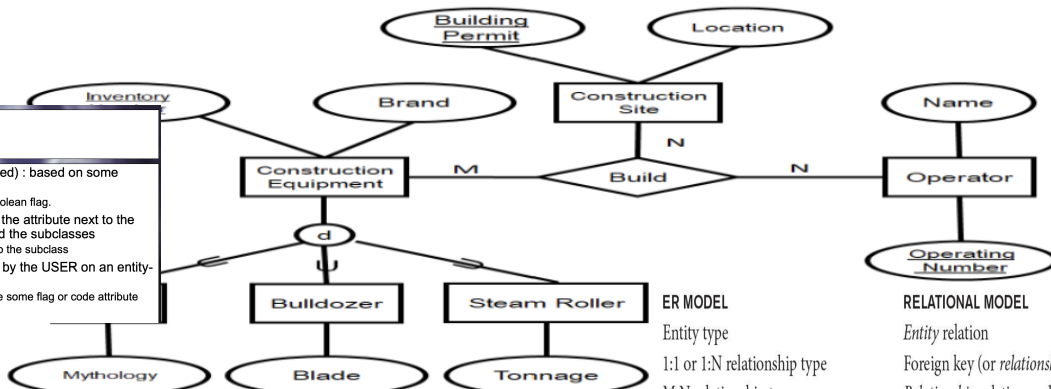 Building
Permit
Location
Inventory
Brand
Construction
Site
Name
N
ed) : based on some
olean flag.
the attribute next to the
d the subclasses
o the subclass
by the USER on an entity-
e some flag or code attribute
Construction
Equipment
M
Build
N
Operator
d
Operating
Number
Bulldozer
Steam Roller
Mythology
Blade
Tonnage
ER MODEL
RELATIONAL MODEL
Entity type
Entity relation
1:1 or 1:N relationship type
Foreign key (or relations